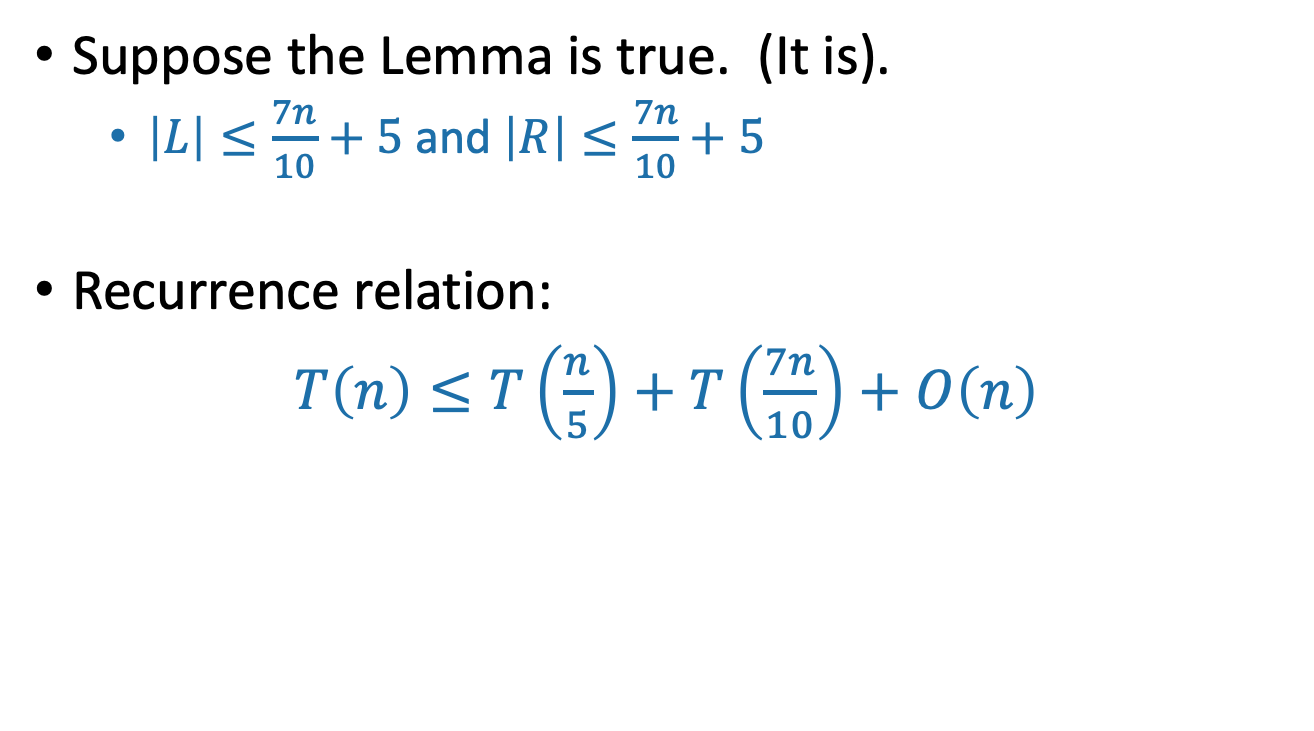 • Suppose the Lemma is true.  (It is).
• |L| ≤ 7n/10 + 5 and |R| ≤ 7n/10 + 5
• Recurrence relation:
T(n) ≤ T(n/5) + T(7n/10) + O(n)